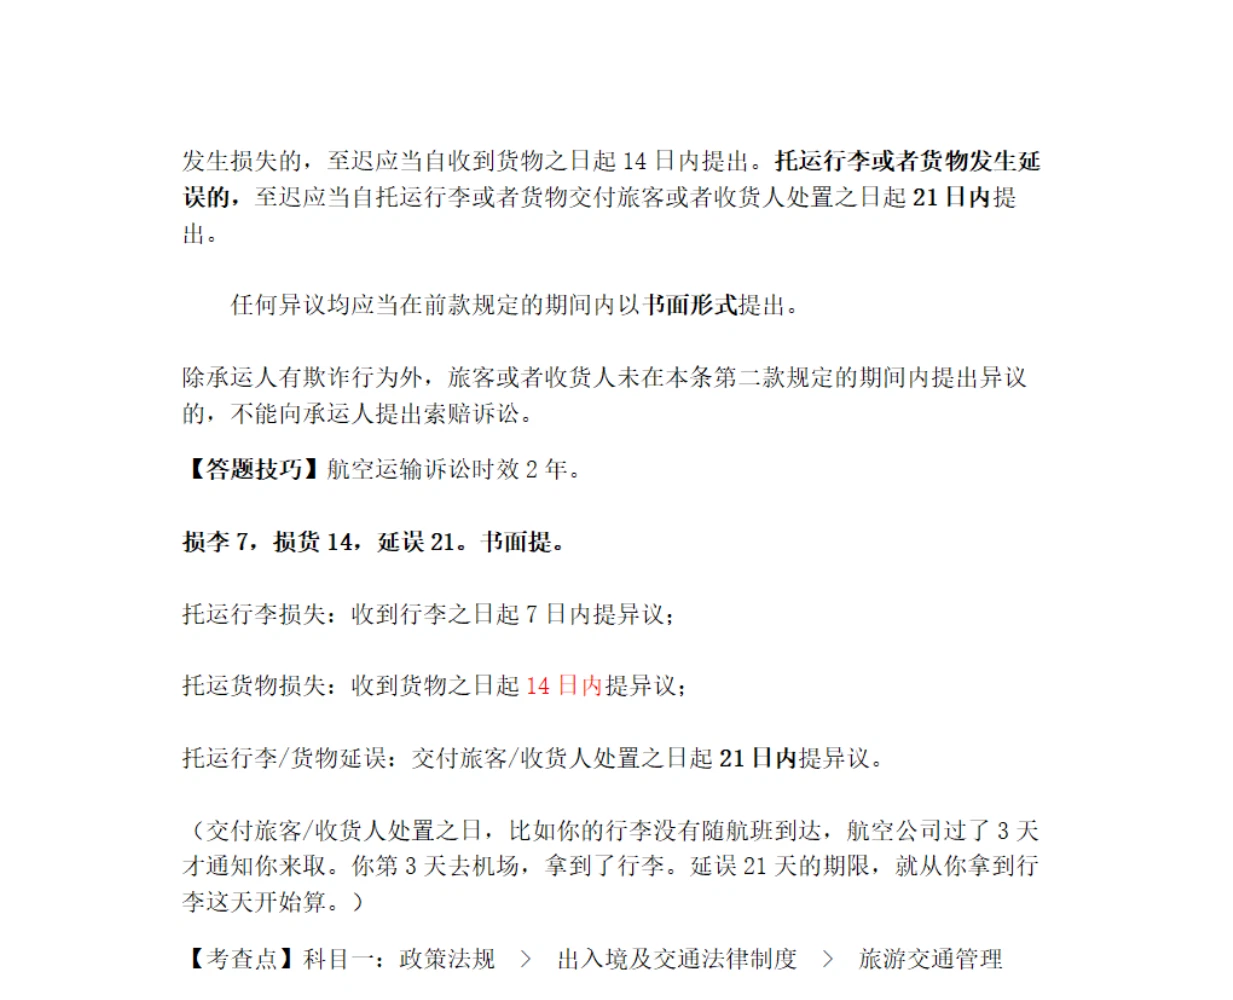 发生损失的，至迟应当自收到货物之日起 14 日内提出。托运行李或者货物发生延
误的，至迟应当自托运行李或者货物交付旅客或者收货人处置之日起 21 日内提
出。
任何异议均应当在前款规定的期间内以书面形式提出。
除承运人有欺诈行为外，旅客或者收货人未在本条第二款规定的期间内提出异议
的，不能向承运人提出索赔诉讼。
【答题技巧】航空运输诉讼时效 2 年。
损李 7，损货 14，延误 21。书面提。
托运行李损失：收到行李之日起 7 日内提异议；
托运货物损失：收到货物之日起 14 日内提异议；
托运行李/货物延误：交付旅客/收货人处置之日起 21 日内提异议。
（交付旅客/收货人处置之日，比如你的行李没有随航班到达，航空公司过了 3 天
才通知你来取。你第 3 天去机场，拿到了行李。延误 21 天的期限，就从你拿到行
李这天开始算。）
【考查点】科目一：政策法规 > 出入境及交通法律制度 > 旅游交通管理